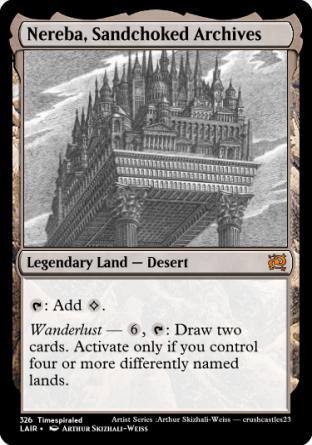 Nereba, Sandchoked Archives
Legendary Land — Desert
: Add .
Wanderlust — 6, : Draw two
cards. Activate only if you control
four or more differently named
lands.
326 Timespiraled Artist Series :Arthur Skizhali-Weiss — crushcastles23
LAIR • Arthur Skizhali-Weiss